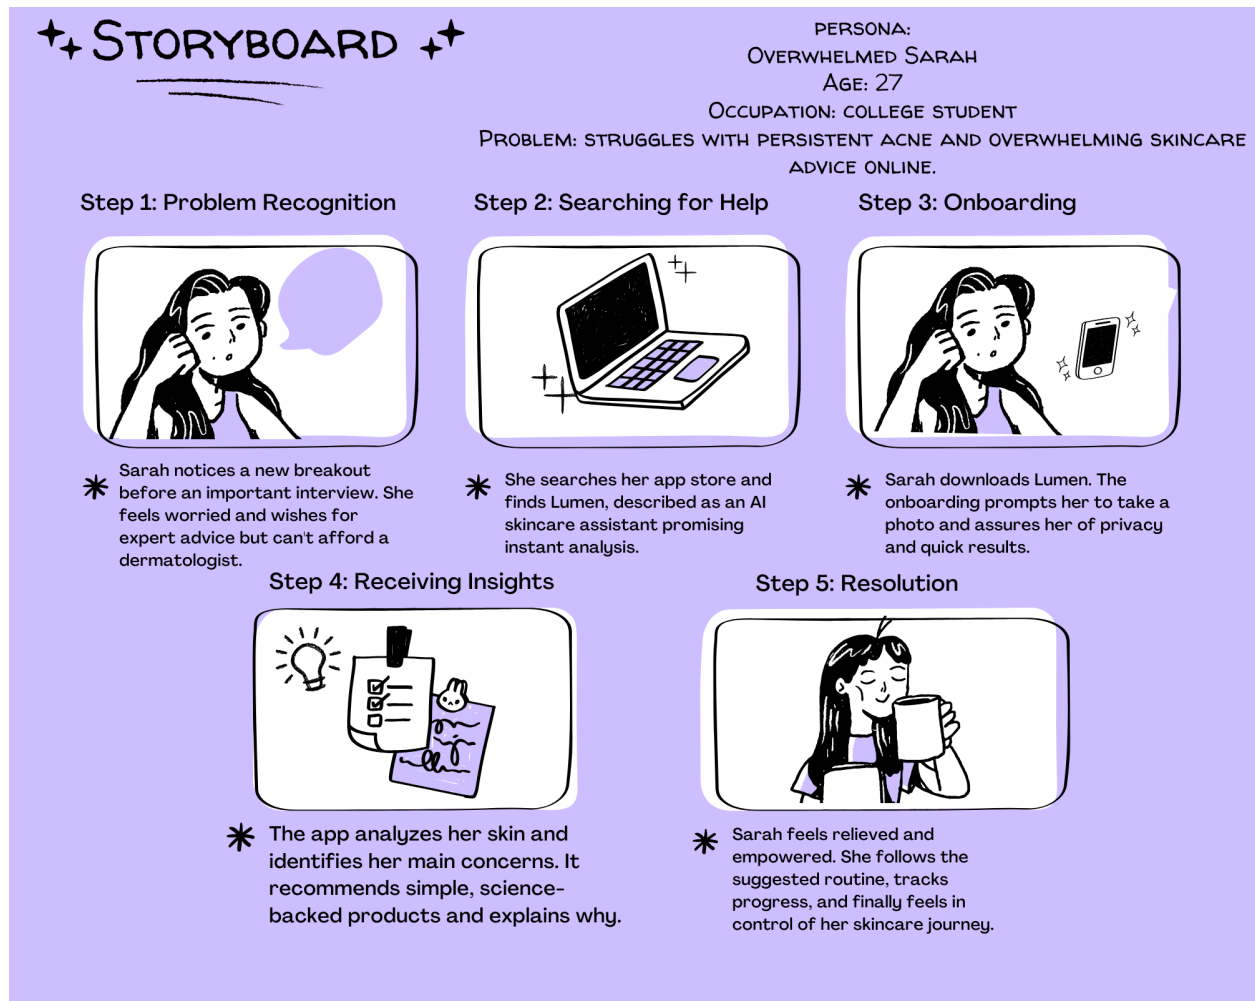 STORYBOARD
PERSONA:
OVERWHELMED SARAH
AGE: 27
OCCUPATION: COLLEGE STUDENT
PROBLEM: STRUGGLES WITH PERSISTENT ACNE AND OVERWHELMING SKINCARE
ADVICE ONLINE.
Step 1: Problem Recognition
Sarah notices a new breakout
before an important interview. She
feels worried and wishes for
expert advice but can't afford a
dermatologist.
Step 2: Searching for Help
She searches her app store and
finds Lumen, described as an AI
skincare assistant promising
instant analysis.
Step 3: Onboarding
Sarah downloads Lumen. The
onboarding prompts her to take a
photo and assures her of privacy
and quick results.
Step 4: Receiving Insights
The app analyzes her skin and
identifies her main concerns. It
recommends simple, science-
backed products and explains why.
Step 5: Resolution
Sarah feels relieved and
empowered. She follows the
suggested routine, tracks
progress, and finally feels in
control of her skincare journey.